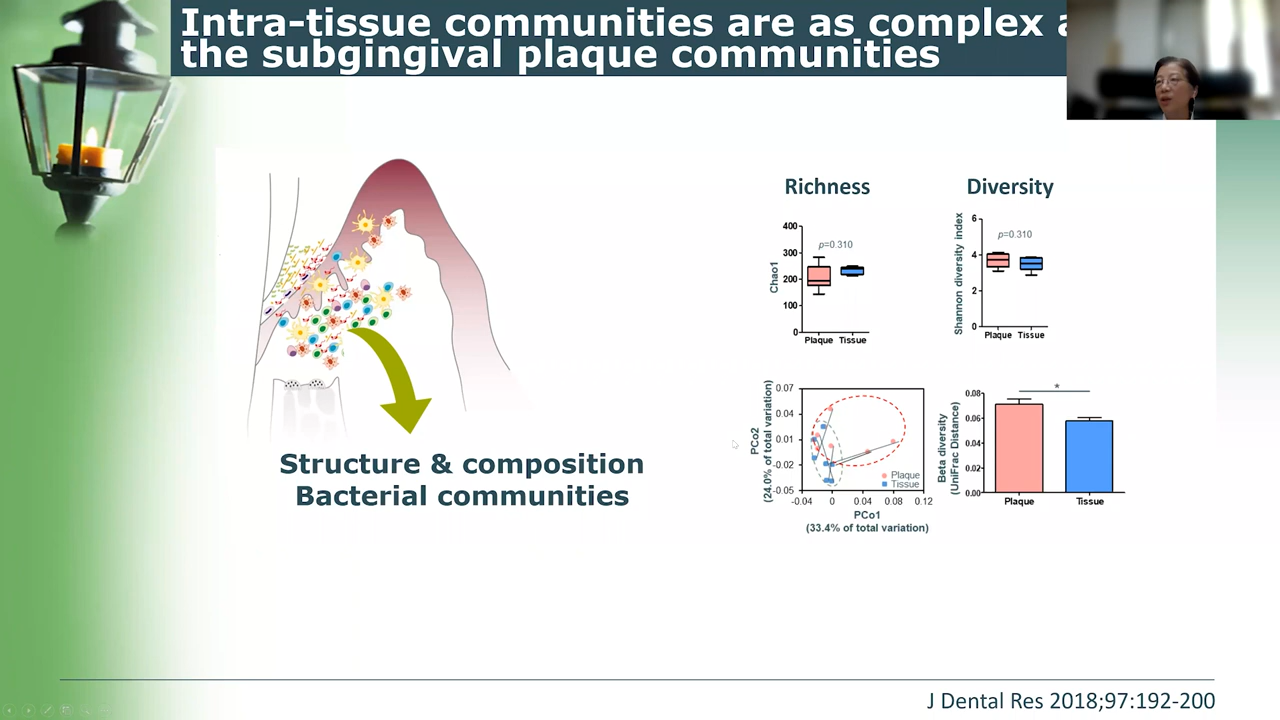 Intra-tissue communities are as complex a
the subgingival plaque communities
Structure & composition
Bacterial communities
Richness
400
300
200
100
0
Chao1
p=0.310
Plaque Tissue
Diversity
6
4
2
0
Shannon diversity index
p=0.310
Plaque Tissue
0.07
0.04
0.01
-0.02
-0.05
PCo2
(24.0% of total variation)
Plaque
Tissue
-0.04 0 0.04 0.08 0.12
PCo1
(33.4% of total variation)
0.08
0.06
0.04
0.02
0.00
Beta diversity
(UniFrac Distance)
*
Plaque Tissue
J Dental Res 2018;97:192-200